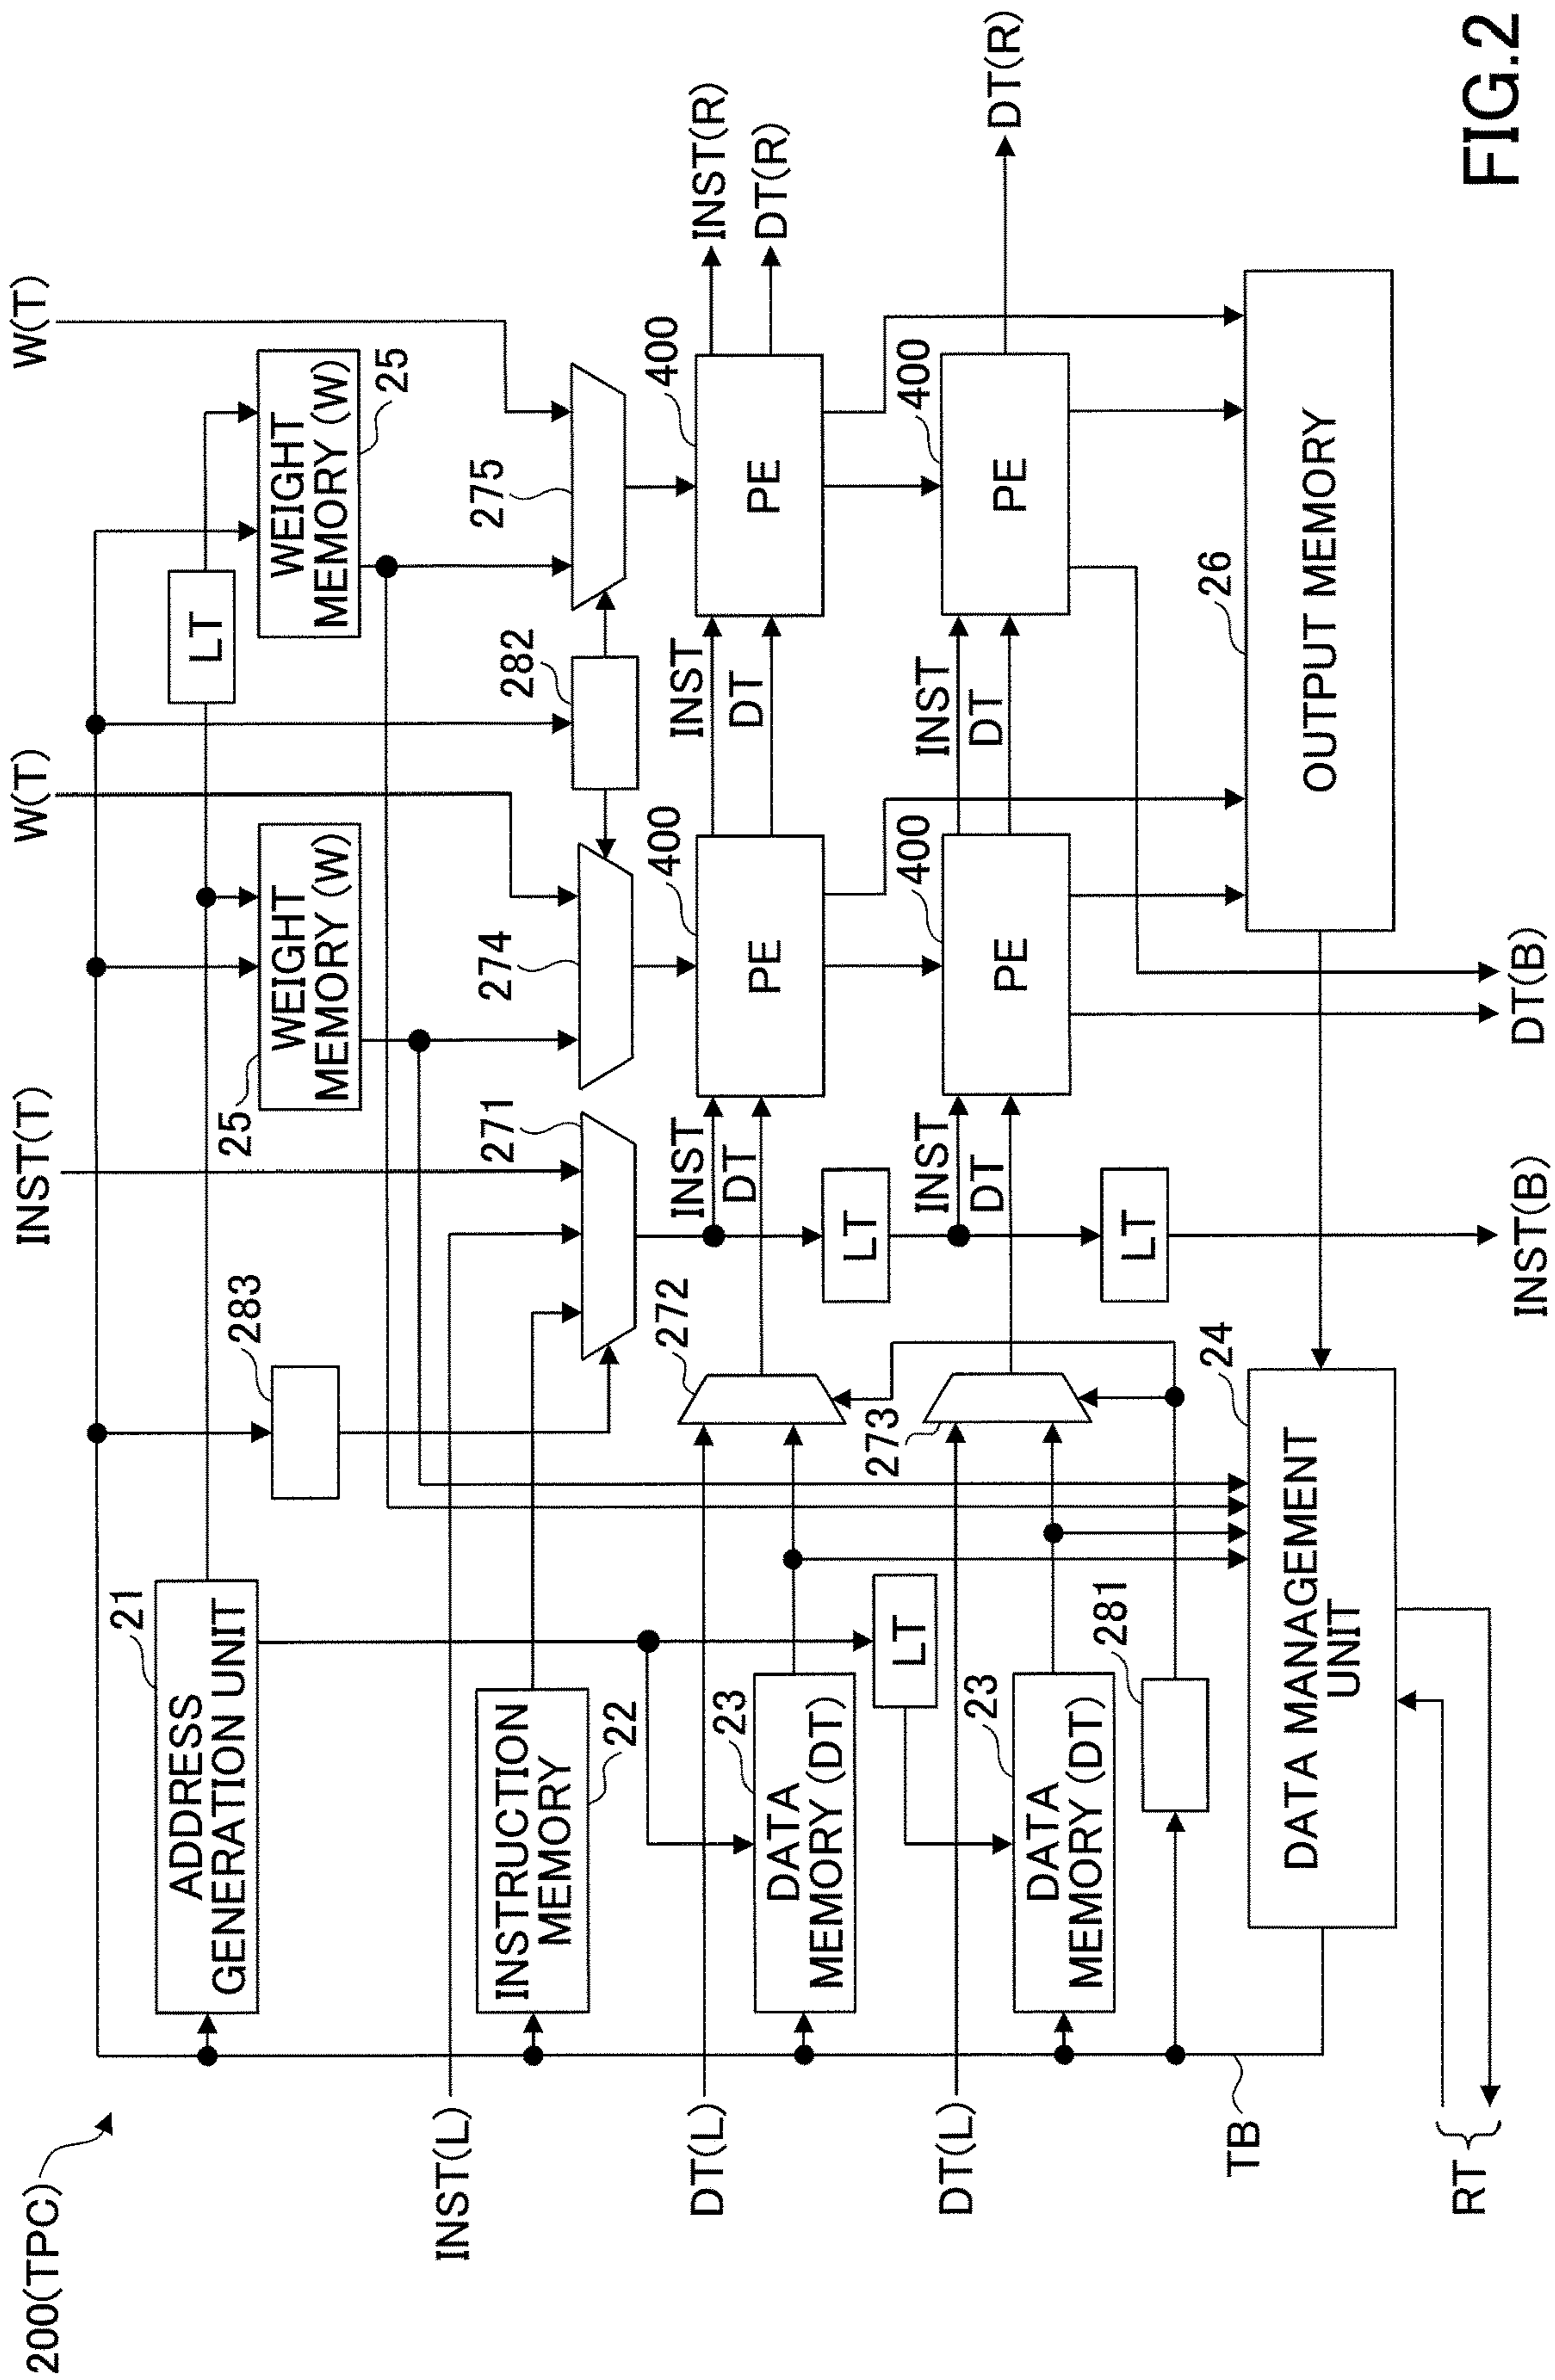 200(TPC)
INST(T)
W(T)
W(T)
21
ADDRESS
GENERATION UNIT
283
25
WEIGHT
MEMORY (W)
LT
WEIGHT
MEMORY (W)
25
INST(L)
INSTRUCTION
MEMORY
22
271
274
282
275
DT(L)
23
DATA
MEMORY (DT)
272
INST
DT
400
PE
INST
DT
400
PE
INST(R)
DT(R)
LT
LT
DT(L)
23
DATA
MEMORY (DT)
273
INST
DT
400
PE
INST
DT
400
PE
DT(R)
281
LT
TB
24
DATA MANAGEMENT
UNIT
26
OUTPUT MEMORY
RT
INST(B)
DT(B)
FIG.2